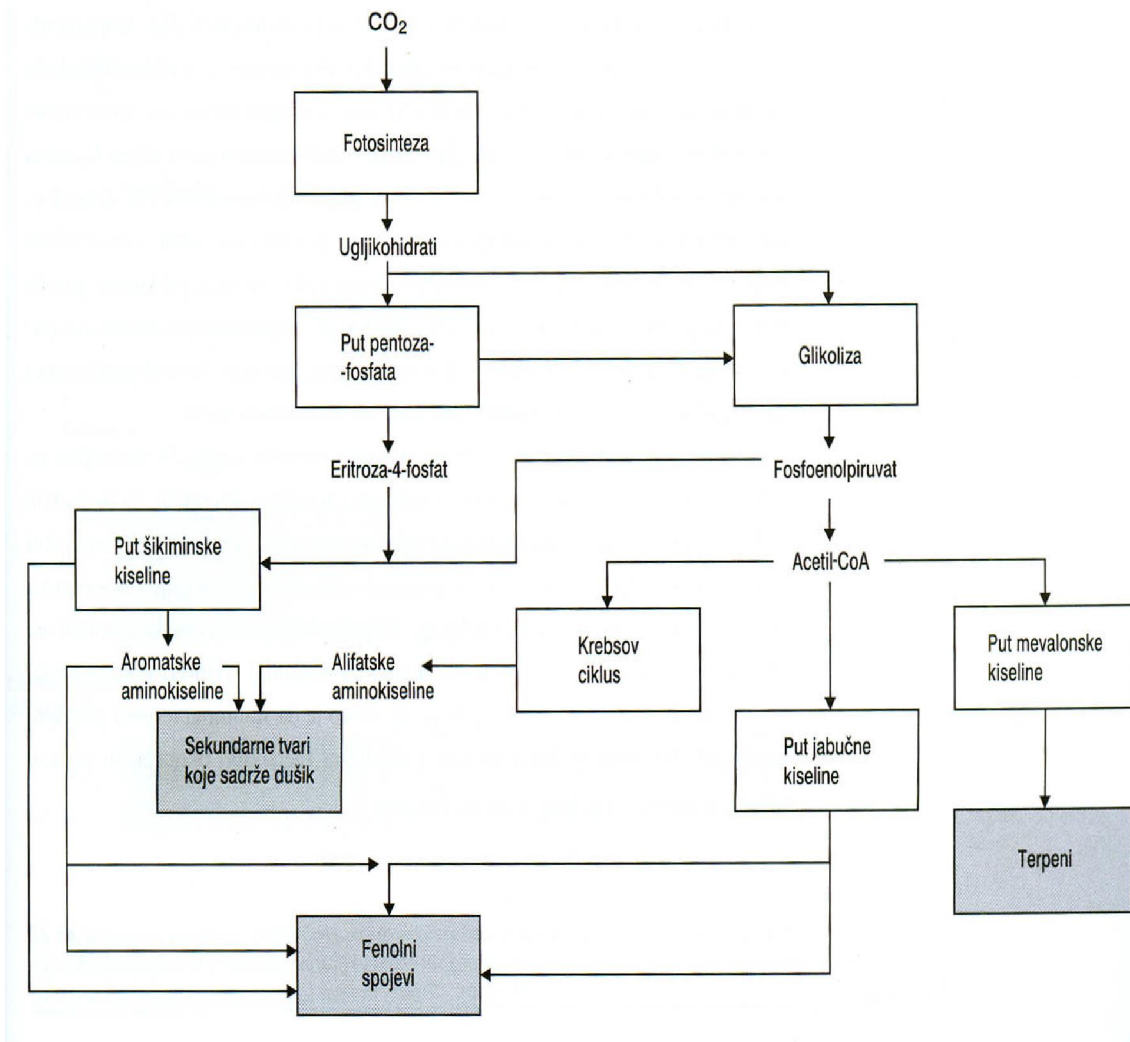 CO₂
Fotosinteza
Ugljikohidrati
Put pentoza-
-fosfata
Glikoliza
Eritroza-4-fosfat
Fosfoenolpiruvat
Put šikiminske
kiseline
Acetil-CoA
Aromatske
aminokiseline
Alifatske
aminokiseline
Krebsov
ciklus
Put mevalonske
kiseline
Sekundarne tvari
koje sadrže dušik
Put jabučne
kiseline
Terpeni
Fenolni
spojevi